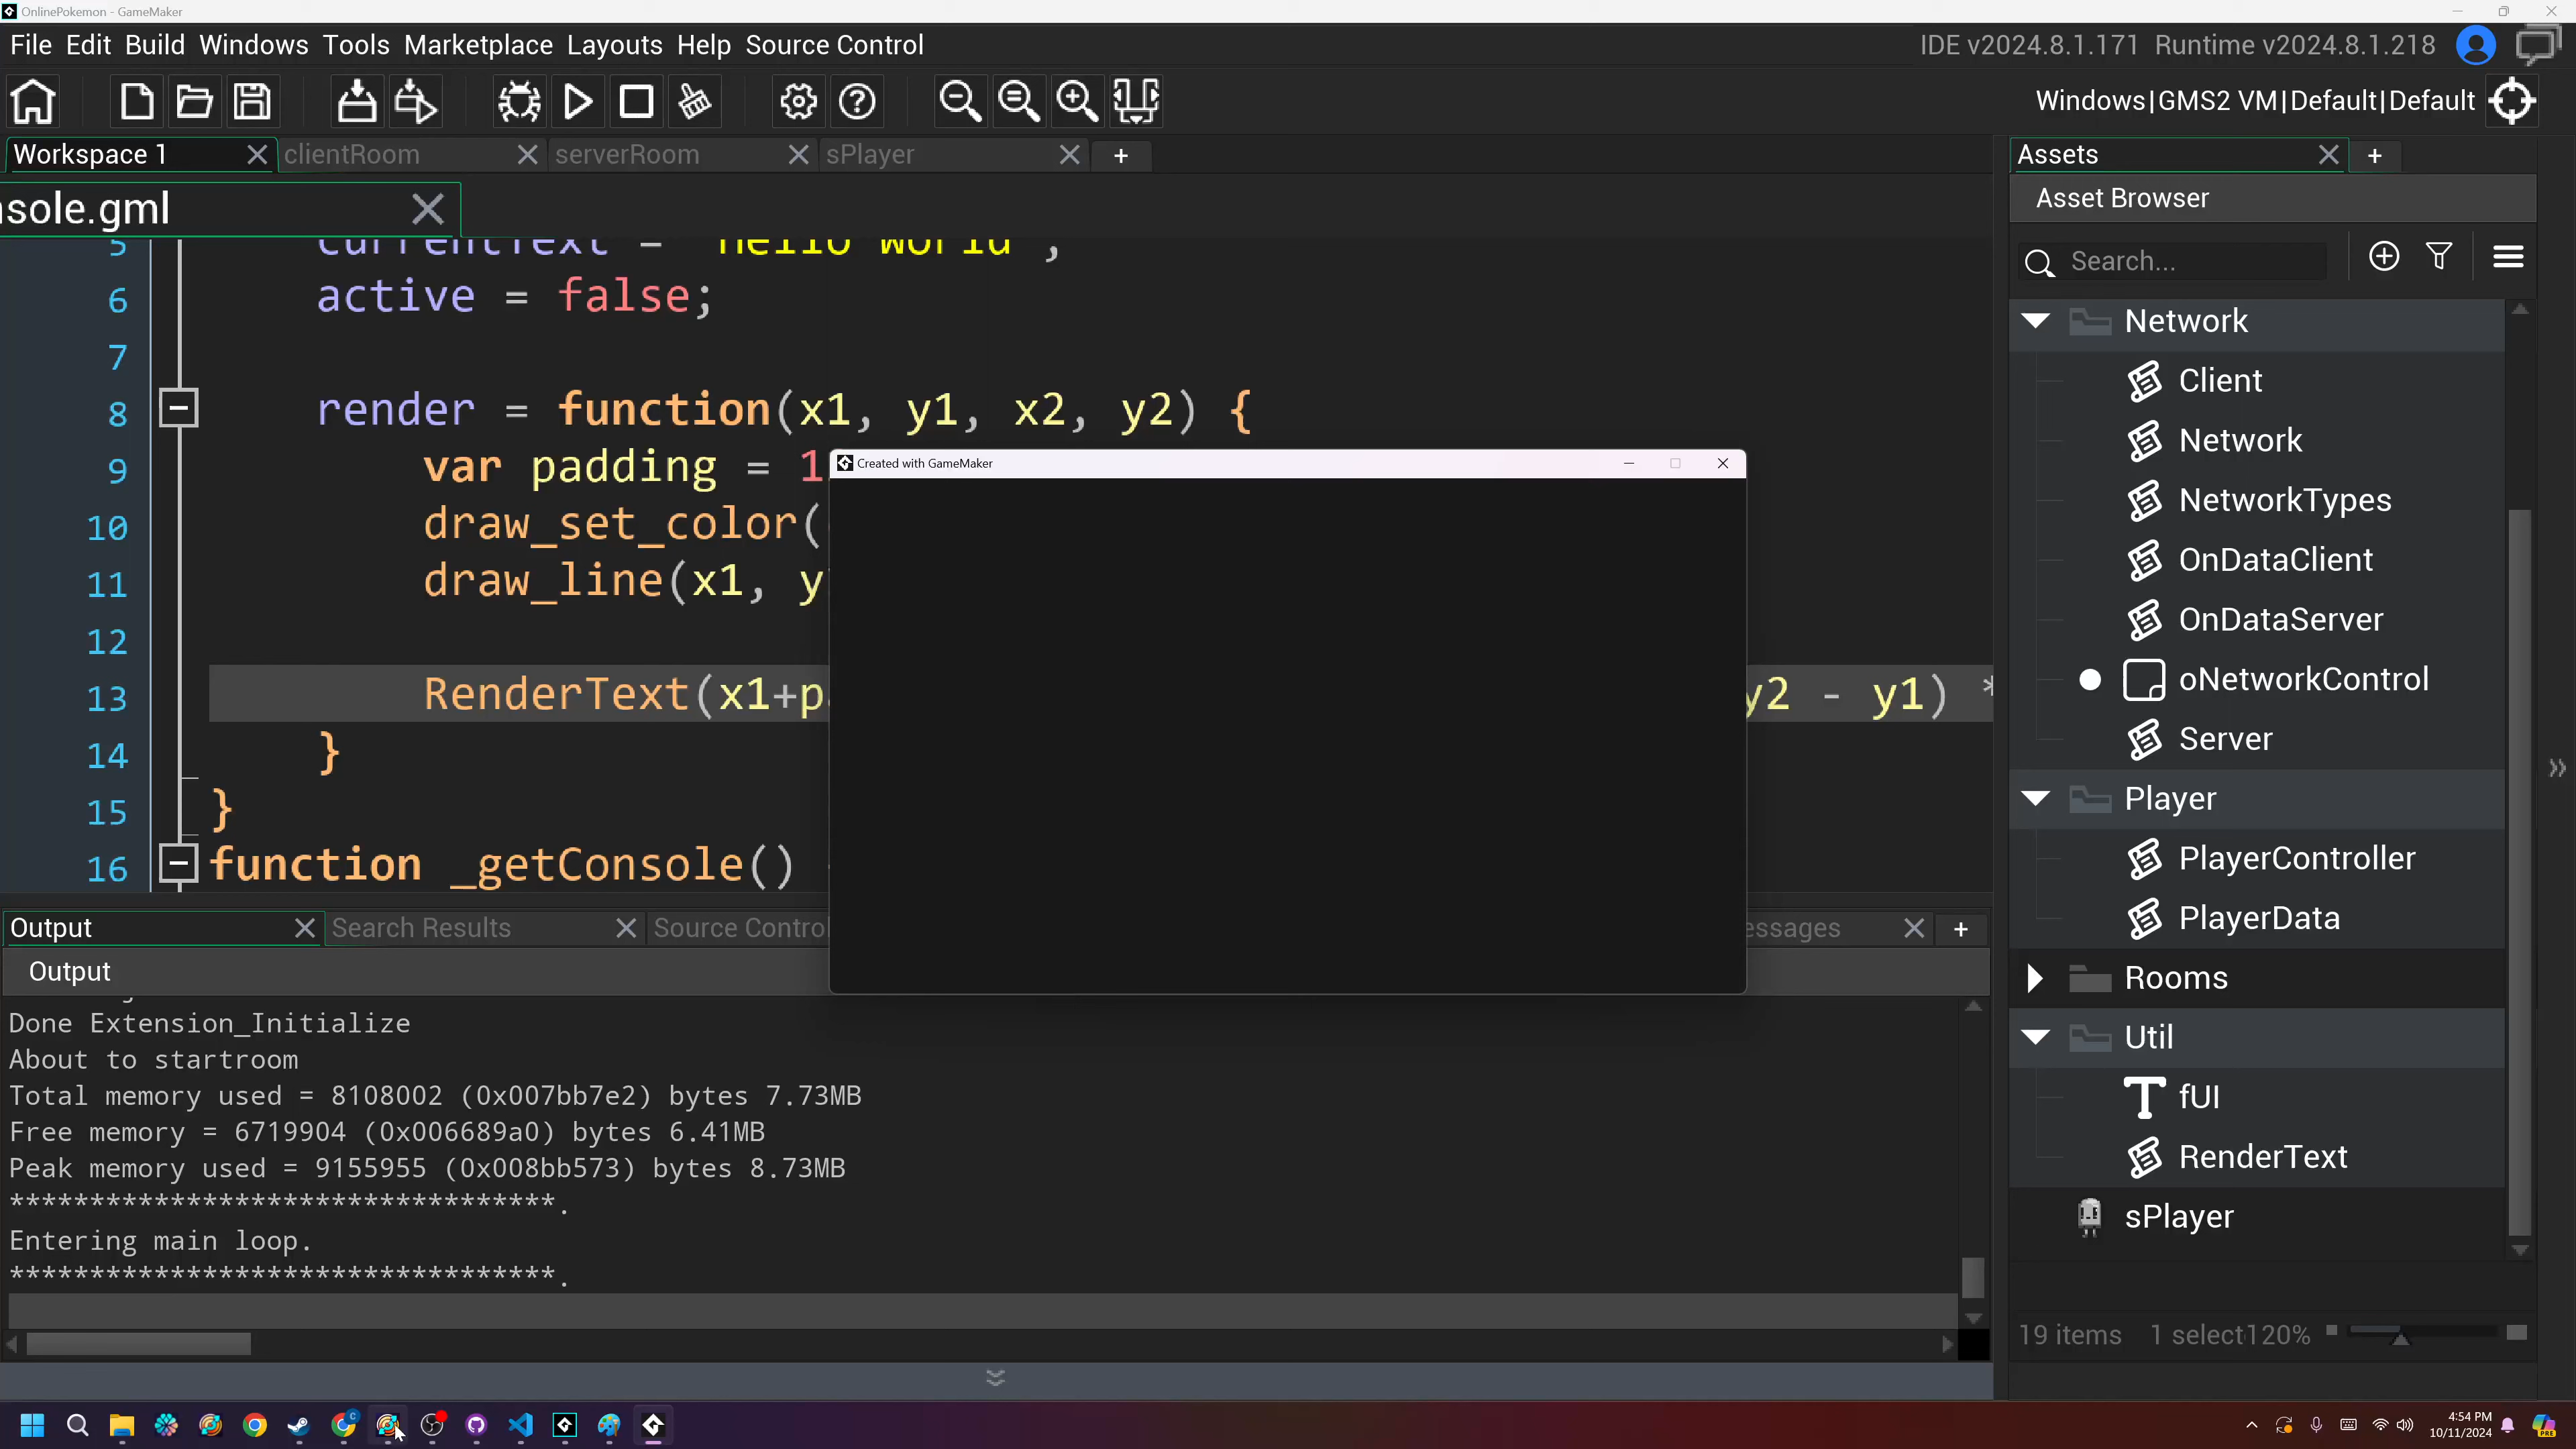 OnlinePokemon - GameMaker
File Edit Build Windows Tools Marketplace Layouts Help Source Control
IDE v2024.8.1.171 Runtime v2024.8.1.218
Windows|GMS2 VM|Default|Default
Workspace 1
clientRoom
serverRoom
sPlayer
+
Assets
+
Asset Browser
nsole.gml
Search...
5 currentText = "Hello World";
6 active = false;
7
8 render = function(x1, y1, x2, y2) {
9 var padding = 1
10 draw_set_color(
11 draw_line(x1, y
12
13 RenderText(x1+p
y2 - y1) *
14 }
15 }
16 function _getConsole()
Created with GameMaker
Network
Client
Network
NetworkTypes
OnDataClient
OnDataServer
oNetworkControl
Server
Player
PlayerController
PlayerData
Rooms
Util
fUI
RenderText
sPlayer
19 items
1 select
120%
Output
Search Results
Source Control
essages
+
Output
Done Extension_Initialize
About to startroom
Total memory used = 8108002 (0x007bb7e2) bytes 7.73MB
Free memory = 6719904 (0x006689a0) bytes 6.41MB
Peak memory used = 9155955 (0x008bb573) bytes 8.73MB
**********************************.
Entering main loop.
**********************************.
4:54 PM
10/11/2024
PRE